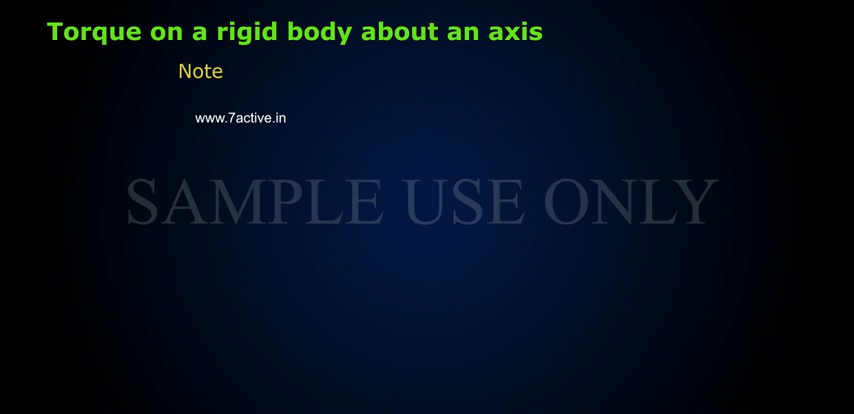 Torque on a rigid body about an axis
Note
www.7active.in
SAMPLE USE ONLY